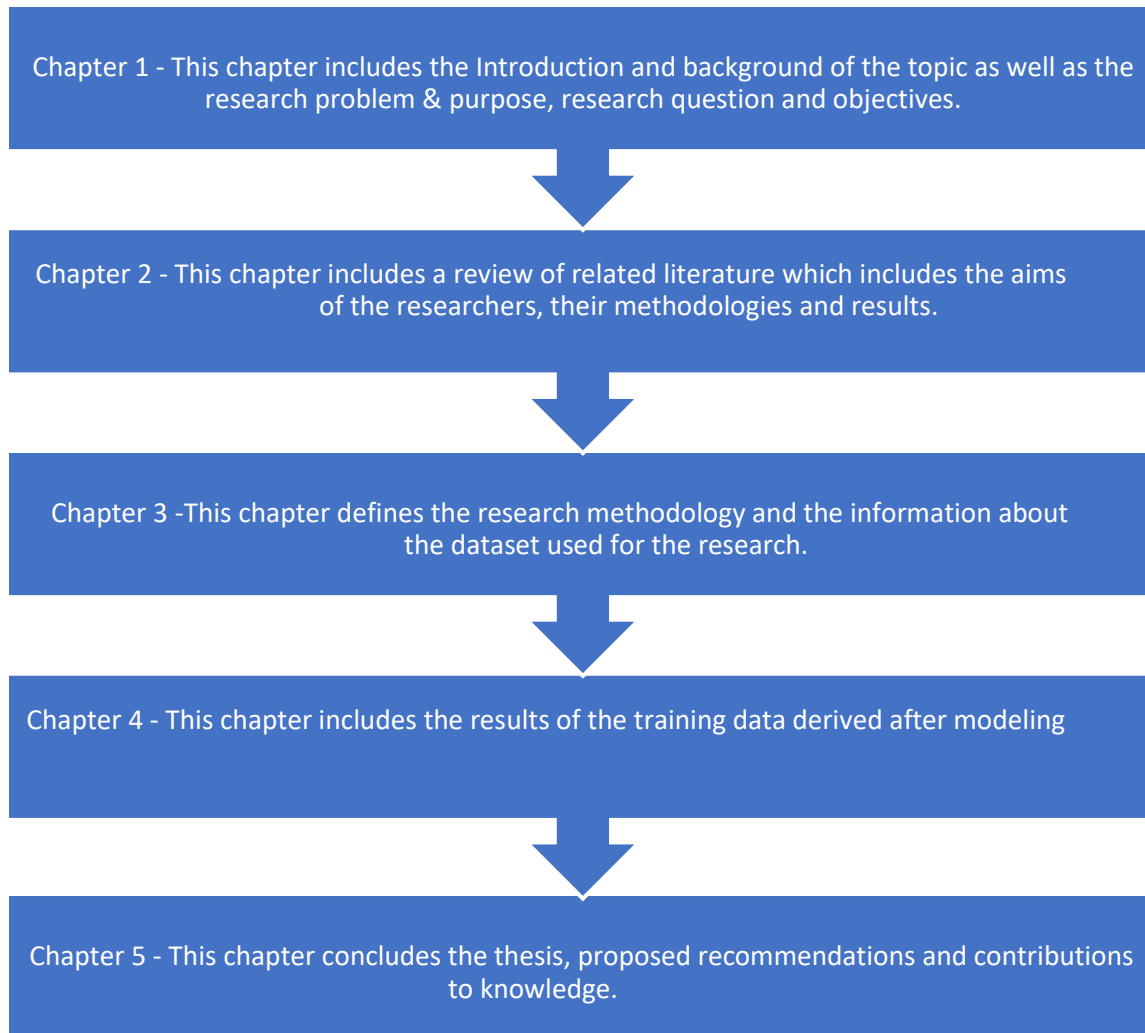 Chapter 1 - This chapter includes the Introduction and background of the topic as well as the
research problem & purpose, research question and objectives.
Chapter 2 - This chapter includes a review of related literature which includes the aims
of the researchers, their methodologies and results.
Chapter 3 -This chapter defines the research methodology and the information about
the dataset used for the research.
Chapter 4 - This chapter includes the results of the training data derived after modeling
Chapter 5 - This chapter concludes the thesis, proposed recommendations and contributions
to knowledge.